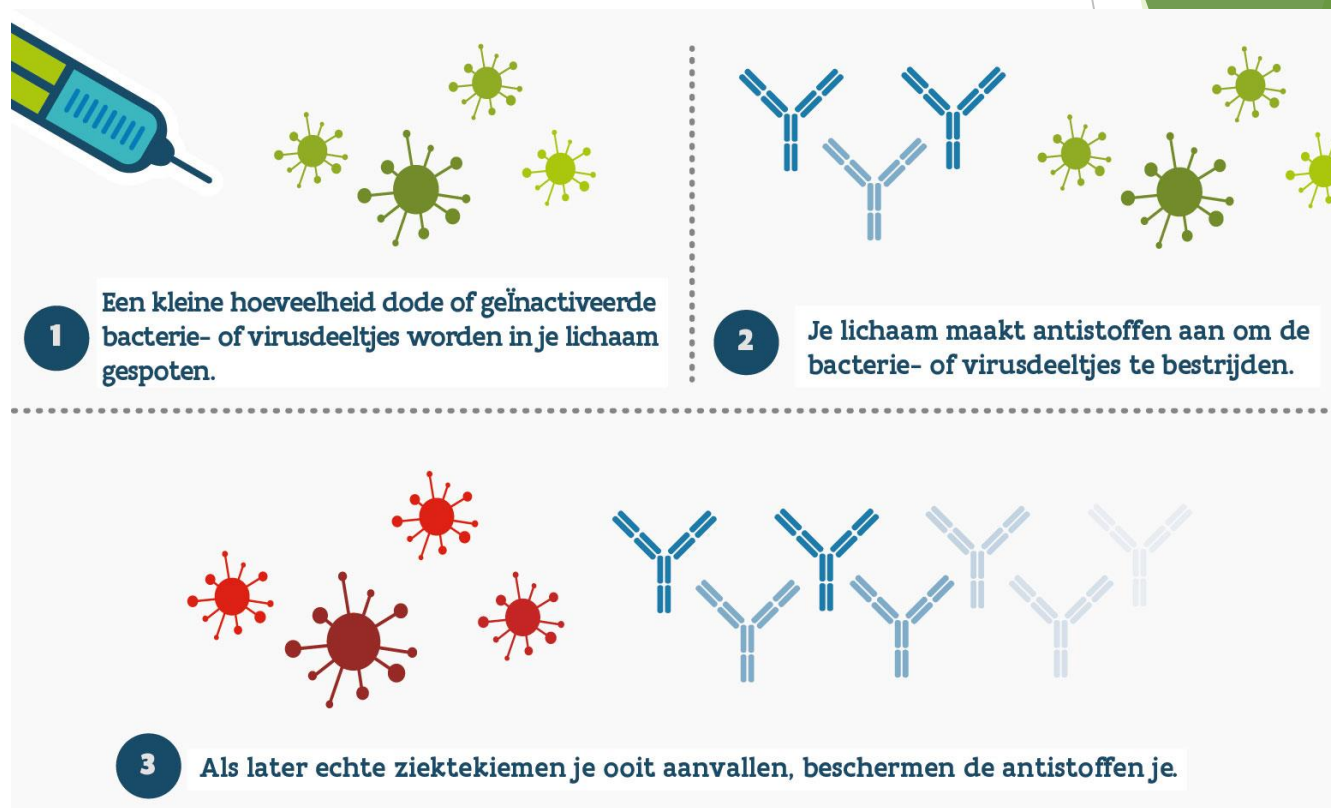 1
Een kleine hoeveelheid dode of geÏnactiveerde
bacterie- of virusdeeltjes worden in je lichaam
gespoten.
2
Je lichaam maakt antistoffen aan om de
bacterie- of virusdeeltjes te bestrijden.
3
Als later echte ziektekiemen je ooit aanvallen, beschermen de antistoffen je.